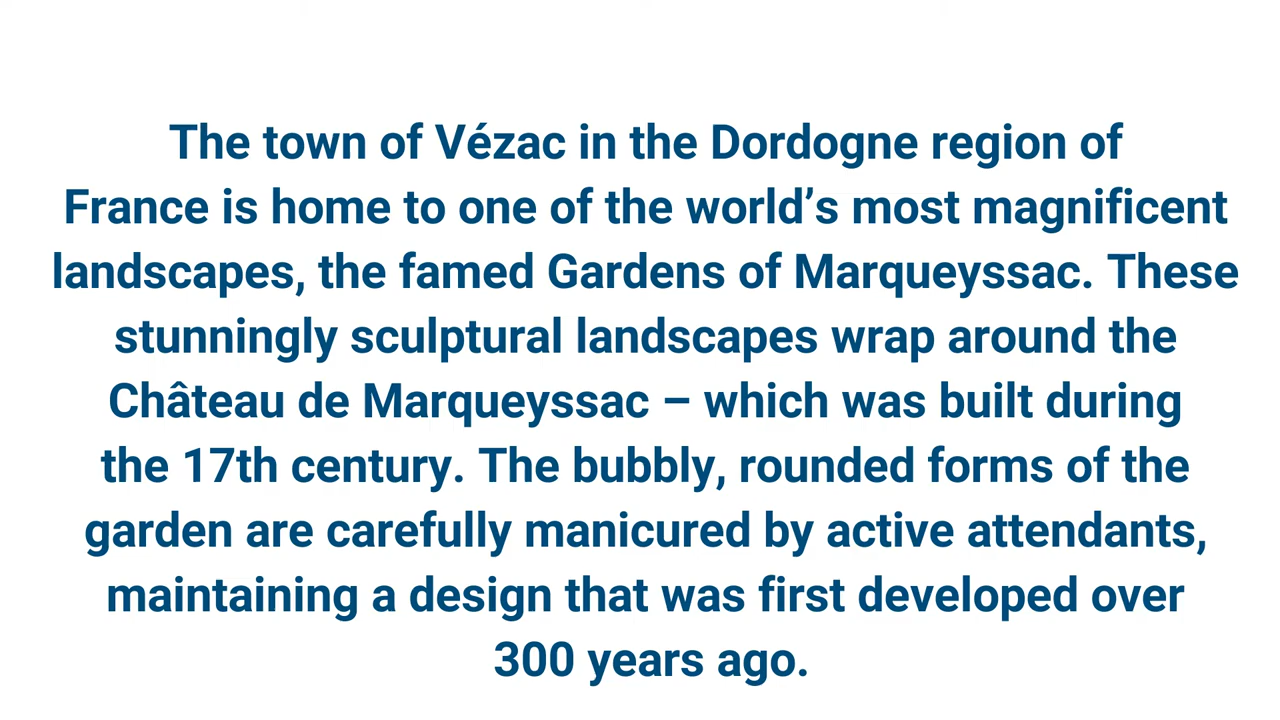 The town of Vézac in the Dordogne region of
France is home to one of the world’s most magnificent
landscapes, the famed Gardens of Marqueyssac. These
stunningly sculptural landscapes wrap around the
Château de Marqueyssac – which was built during
the 17th century. The bubbly, rounded forms of the
garden are carefully manicured by active attendants,
maintaining a design that was first developed over
300 years ago.